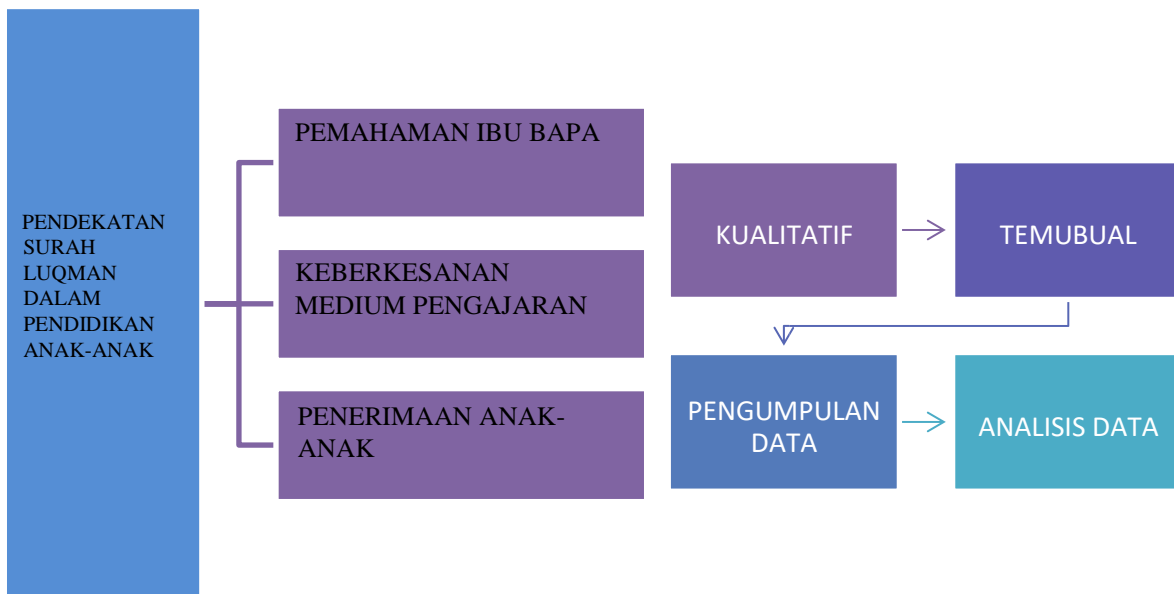 PENDEKATAN
SURAH
LUQMAN
DALAM
PENDIDIKAN
ANAK-ANAK
PEMAHAMAN IBU BAPA
KEBERKESANAN
MEDIUM PENGAJARAN
PENERIMAAN ANAK-
ANAK
KUALITATIF
TEMUBUAL
PENGUMPULAN
DATA
ANALISIS DATA